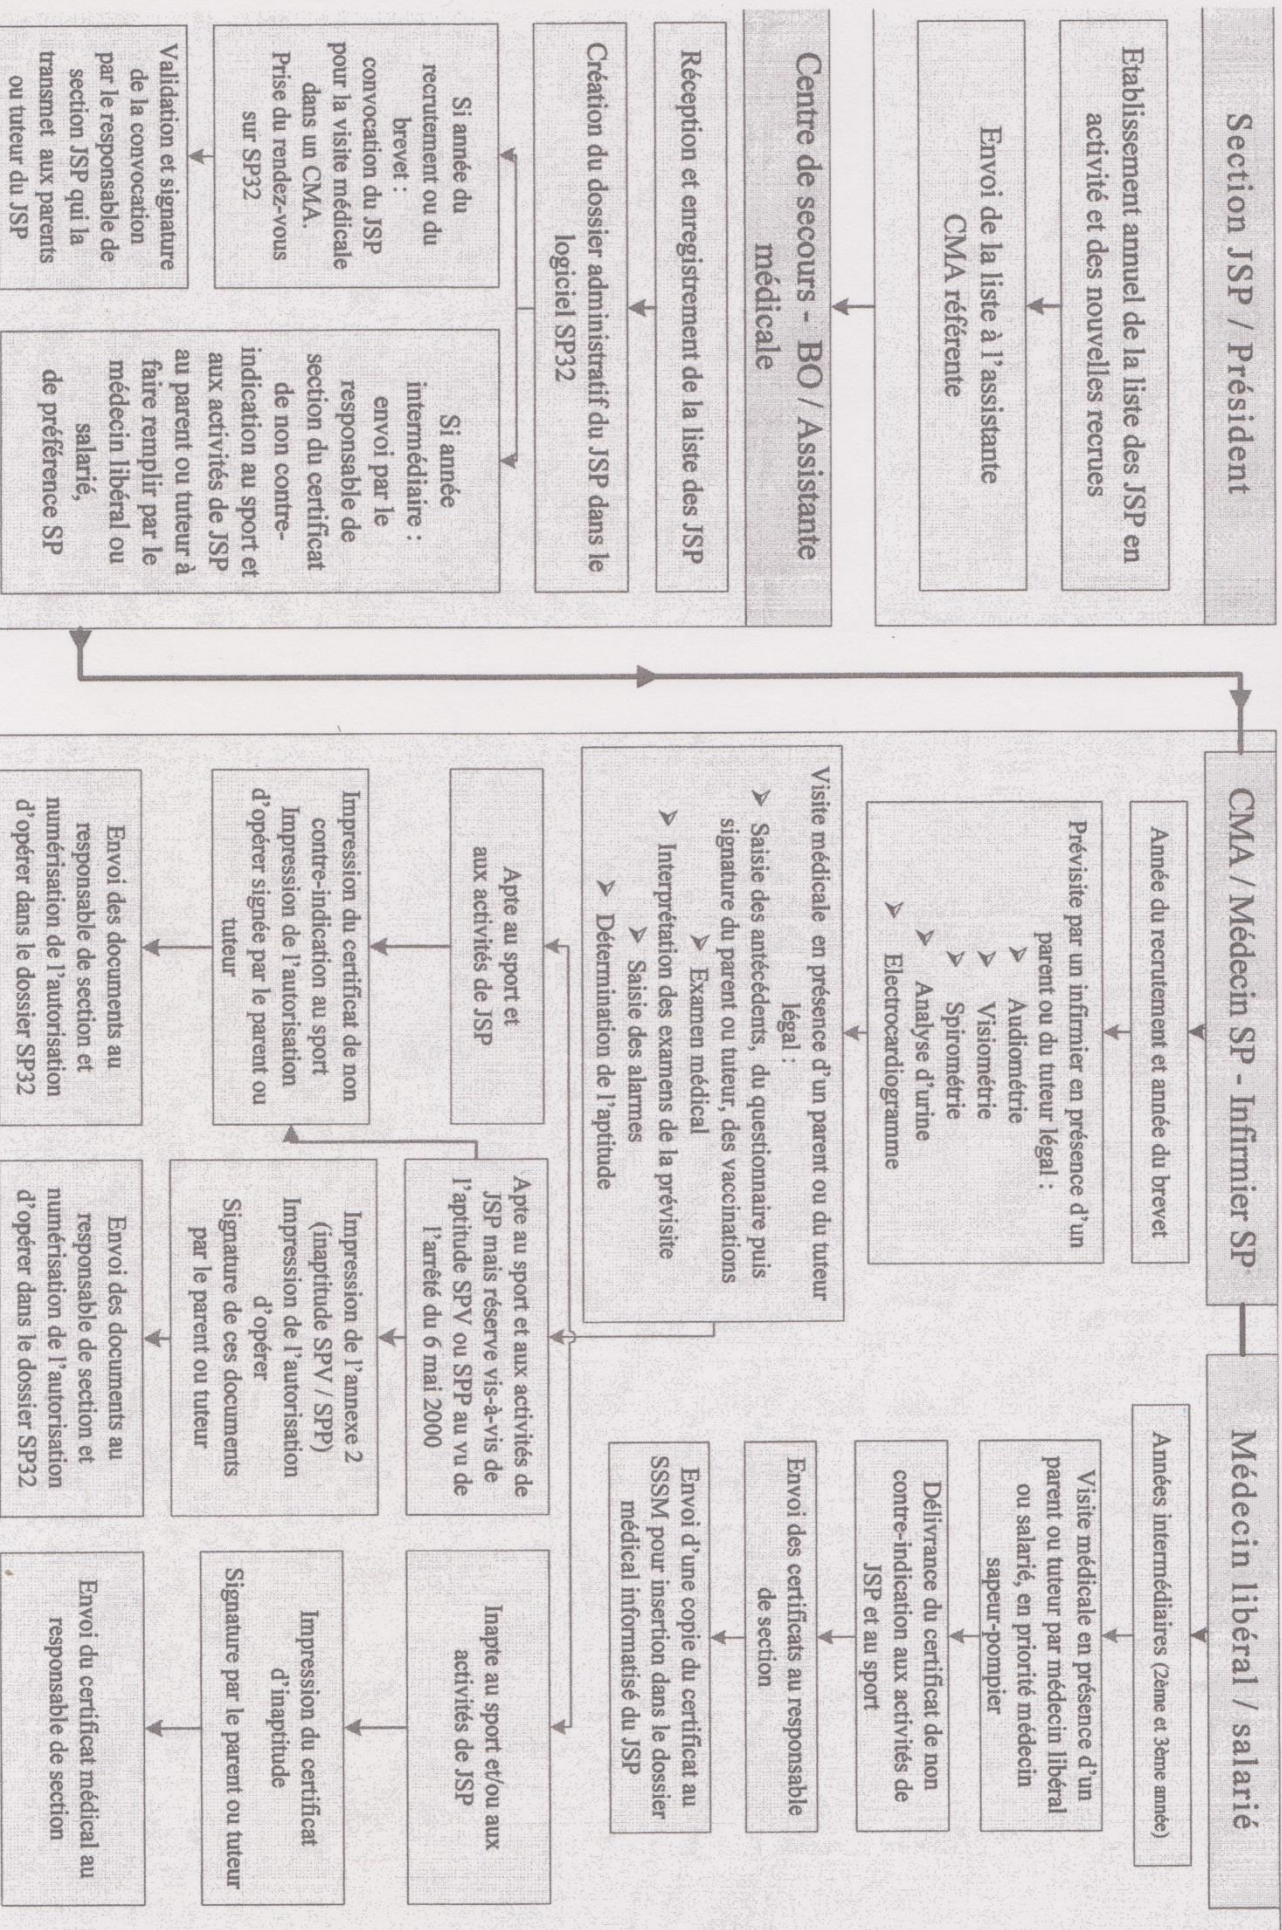 Section JSP / Président
Etablissement annuel de la liste des JSP en
activité et des nouvelles recrues
Envoi de la liste à l'assistante
CMA référente
Centre de secours - BO / Assistante
médicale
Réception et enregistrement de la liste des JSP
Création du dossier administratif du JSP dans le
logiciel SP32
Si année du
recrutement ou du
brevet :
convocation du JSP
pour la visite médicale
dans un CMA.
Prise du rendez-vous
sur SP32
Validation et signature
de la convocation
par le responsable de
section JSP qui la
transmet aux parents
ou tuteur du JSP
Si année
intermédiaire :
envoi par le
responsable de
section du certificat
de non contre-
indication au sport et
aux activités de JSP
au parent ou tuteur à
faire remplir par le
médecin libéral ou
salarié,
de préférence SP
CMA / Médecin SP - Infirmier SP
Année du recrutement et année du brevet
Prévisite par un infirmier en présence d'un
parent ou du tuteur légal :
➢ Audiométrie
➢ Visiométrie
➢ Spirométrie
➢ Analyse d'urine
➢ Electrocardiogramme
Visite médicale en présence d'un parent ou du tuteur
légal :
➢ Saisie des antécédents, du questionnaire puis
signature du parent ou tuteur, des vaccinations
➢ Examen médical
➢ Interprétation des examens de la prévisite
➢ Saisie des alarmes
➢ Détermination de l'aptitude
Apte au sport et
aux activités de JSP
Impression du certificat de non
contre-indication au sport
Impression de l'autorisation
d'opérer signée par le parent ou
tuteur
Envoi des documents au
responsable de section et
numérisation de l'autorisation
d'opérer dans le dossier SP32
Apte au sport et aux activités de
JSP mais réserve vis-à-vis de
l'aptitude SPV ou SPP au vu de
l'arrêté du 6 mai 2000
Impression de l'annexe 2
(inaptitude SPV / SPP)
Impression de l'autorisation
d'opérer
Signature de ces documents
par le parent ou tuteur
Envoi des documents au
responsable de section et
numérisation de l'autorisation
d'opérer dans le dossier SP32
Médecin libéral / salarié
Années intermédiaires (2ème et 3ème année)
Visite médicale en présence d'un
parent ou tuteur par médecin libéral
ou salarié, en priorité médecin
sapeur-pompier
Délivrance du certificat de non
contre-indication aux activités de
JSP et au sport
Envoi des certificats au responsable
de section
Envoi d'une copie du certificat au
SSSM pour insertion dans le dossier
médical informatisé du JSP
Inapte au sport et/ou aux
activités de JSP
Impression du certificat
d'inaptitude
Signature par le parent ou tuteur
Envoi du certificat médical au
responsable de section